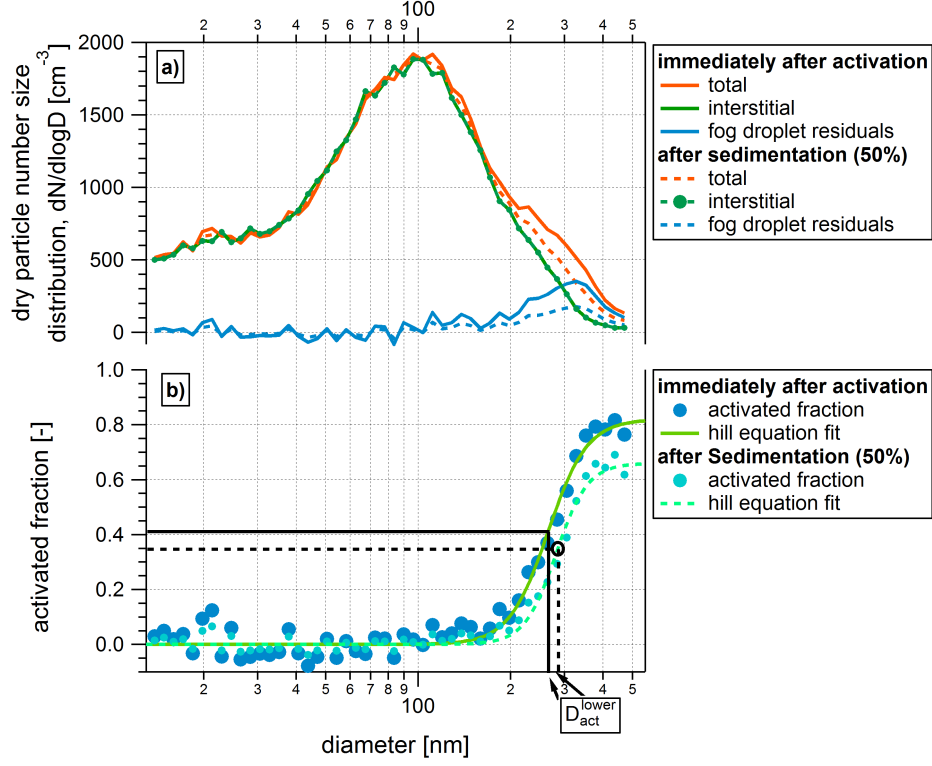 100
2 3 4 5 6 7 8 9 2 3 4 5
2000
1500
1000
500
0
dry particle number size
distribution, dN/dlogD [cm-3]
a)
immediately after activation
total
interstitial
fog droplet residuals
after sedimentation (50%)
total
interstitial
fog droplet residuals
1.0
0.8
0.6
0.4
0.2
0.0
activated fraction [-]
b)
immediately after activation
activated fraction
hill equation fit
after Sedimentation (50%)
activated fraction
hill equation fit
2 3 4 5 6 7 8 9 2 3 4 5
100
D lower act
diameter [nm]